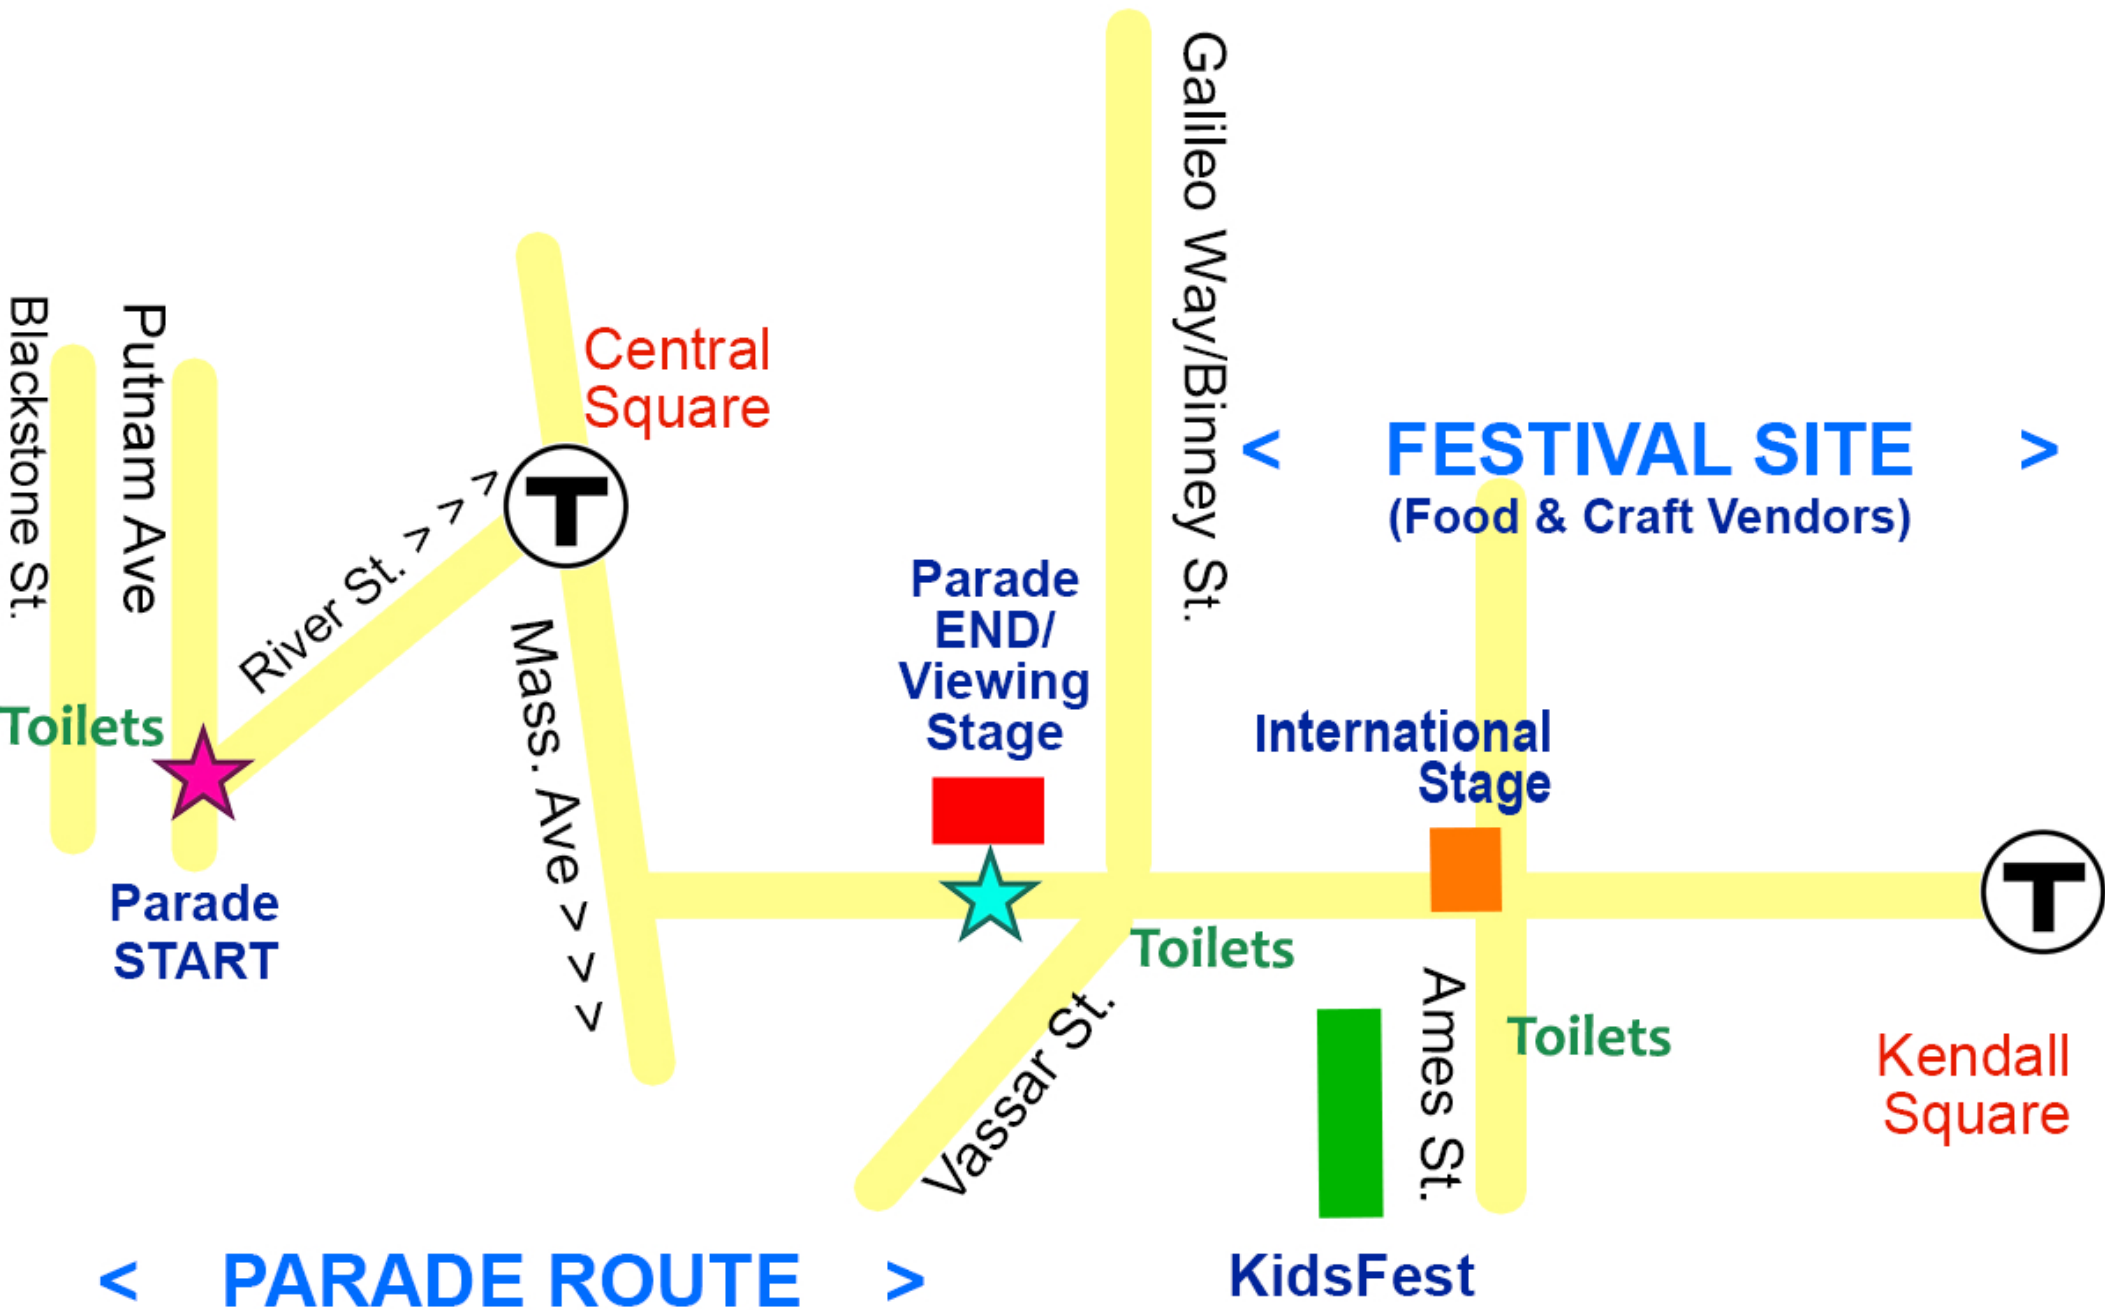 Galileo Way/Binney St.
Blackstone St.
Putnam Ave
Central
Square
< FESTIVAL SITE >
(Food & Craft Vendors)
River St. > > >
T
Parade
END/
Viewing
Stage
Mass. Ave > > >
Toilets
International
Stage
T
Parade
START
Toilets
Ames St.
Toilets
Vassar St.
Kendall
Square
KidsFest
< PARADE ROUTE >